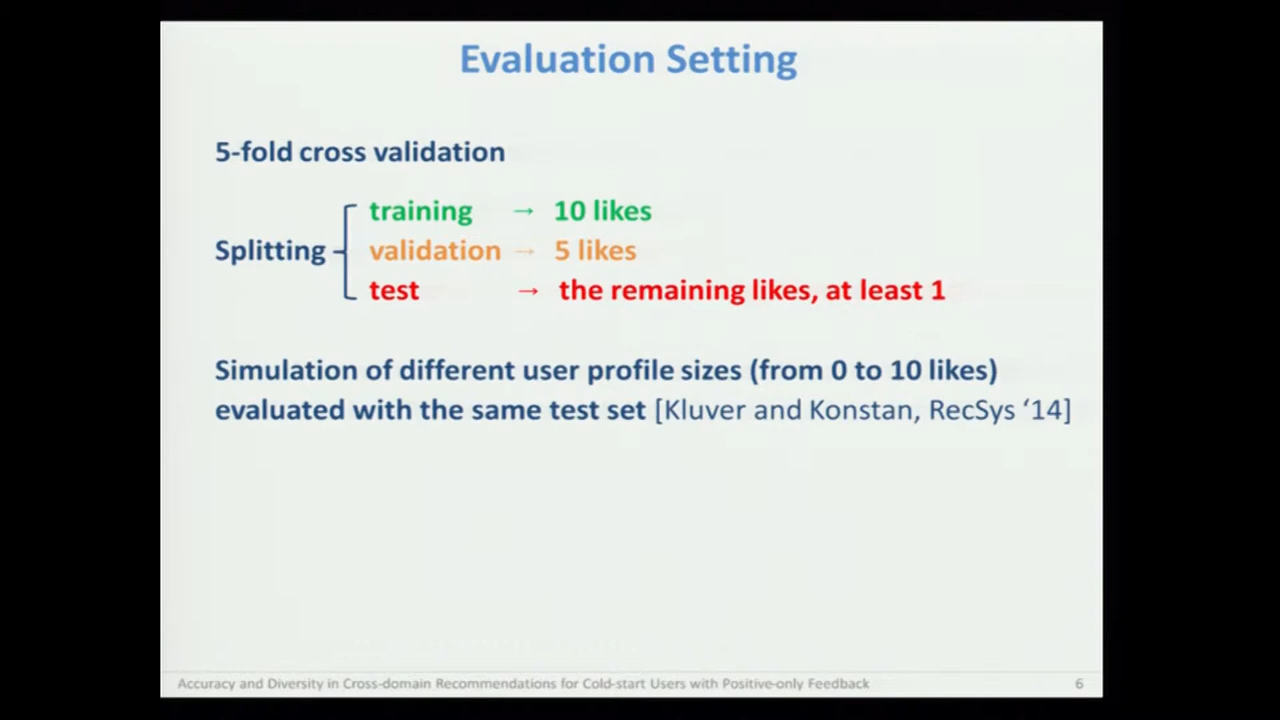 Evaluation Setting
5-fold cross validation
Splitting
training → 10 likes
validation → 5 likes
test → the remaining likes, at least 1
Simulation of different user profile sizes (from 0 to 10 likes)
evaluated with the same test set [Kluver and Konstan, RecSys ‘14]
Accuracy and Diversity in Cross-domain Recommendations for Cold-start Users with Positive-only Feedback 6